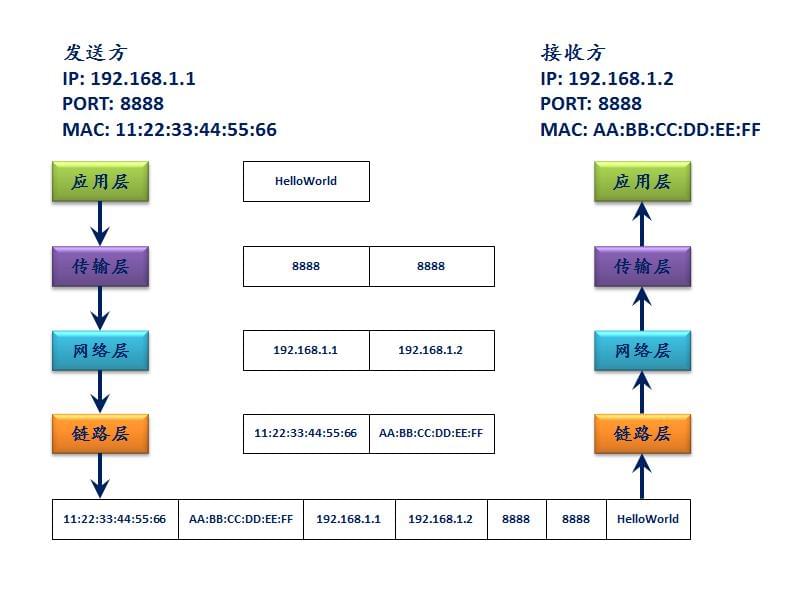 发送方
IP: 192.168.1.1
PORT: 8888
MAC: 11:22:33:44:55:66
接收方
IP: 192.168.1.2
PORT: 8888
MAC: AA:BB:CC:DD:EE:FF
应用层 HelloWorld 应用层
传输层 8888 8888 传输层
网络层 192.168.1.1 192.168.1.2 网络层
链路层 11:22:33:44:55:66 AA:BB:CC:DD:EE:FF 链路层
11:22:33:44:55:66 AA:BB:CC:DD:EE:FF 192.168.1.1 192.168.1.2 8888 8888 HelloWorld